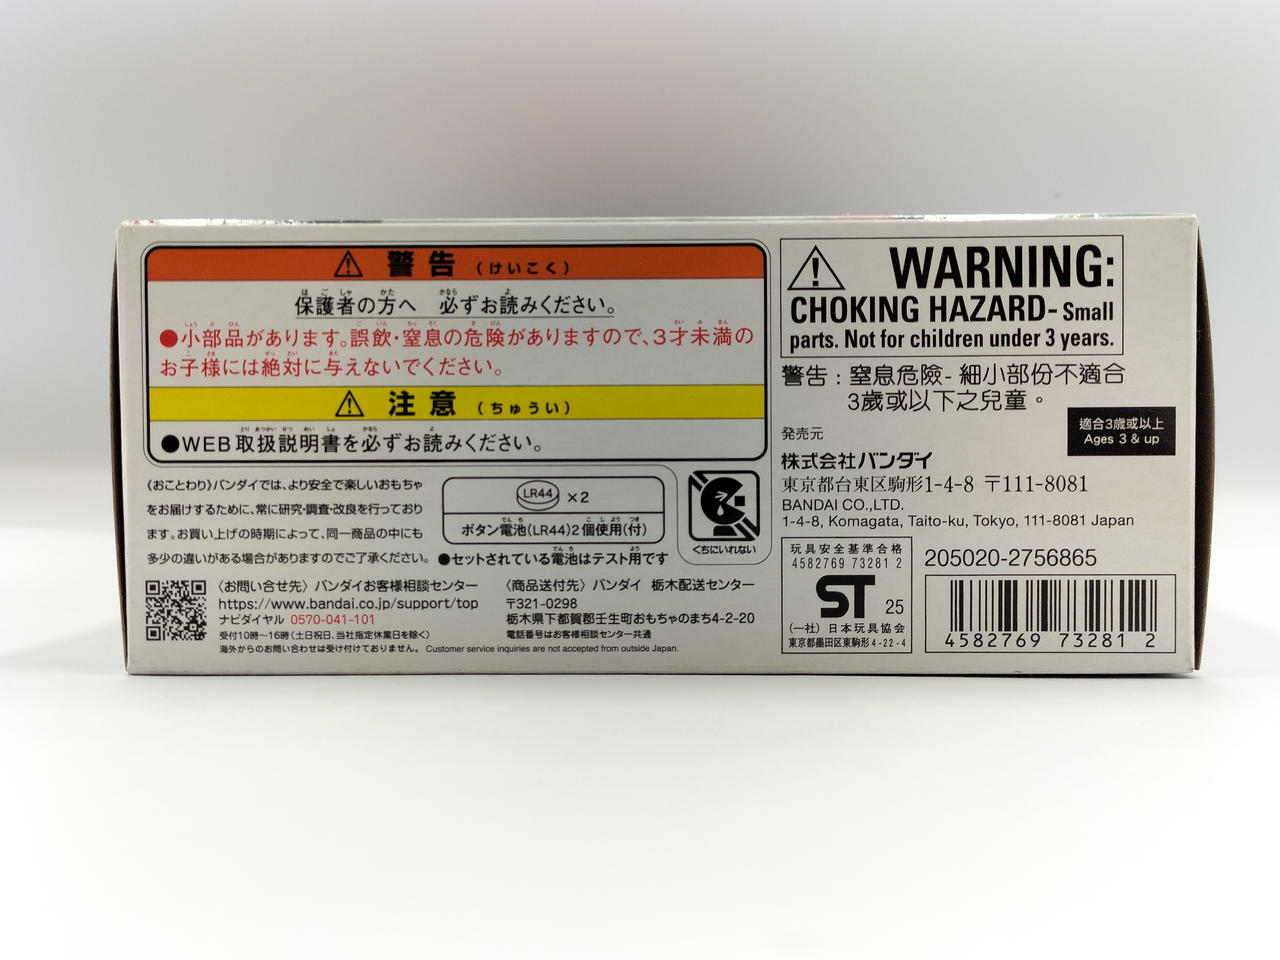 警告（けいこく）
保護者の方へ 必ずお読みください。
●小部品があります。誤飲・窒息の危険がありますので、3才未満の
お子様には絶対に与えないでください。
注意（ちゅうい）
●WEB取扱説明書を必ずお読みください。
《おことわり》バンダイでは、より安全で楽しいおもちゃ
をお届けするために、常に研究・調査・改良を行っており
ます。お買い上げの時期によって、同一商品の中にも
多少の違いがある場合がありますのでご了承ください。
LR44 ×2
ボタン電池(LR44)2個使用(付)
●セットされている電池はテスト用です
くちにいれない
〈お問い合せ先〉バンダイお客様相談センター
https://www.bandai.co.jp/support/top
ナビダイヤル 0570-041-101
受付10時〜16時(土日祝日、当社指定休業日を除く)
海外からのお問い合わせは受け付けておりません。 Customer service inquiries are not accepted from outside Japan.
〈商品送付先〉バンダイ 栃木配送センター
〒321-0298
栃木県下都賀郡壬生町おもちゃのまち4-2-20
電話番号はお客様相談センター共通
WARNING:
CHOKING HAZARD- Small
parts. Not for children under 3 years.
警告：窒息危險- 細小部份不適合
3歲或以下之兒童。
適合3歲或以上
Ages 3 & up
発売元
株式会社バンダイ
東京都台東区駒形1-4-8 〒111-8081
BANDAI CO.,LTD.
1-4-8, Komagata, Taito-ku, Tokyo, 111-8081 Japan
玩具安全基準合格
4582769 73281 2
ST 25
(一社) 日本玩具協会
東京都墨田区東駒形4-22-4
205020-2756865
4582769 73281 2